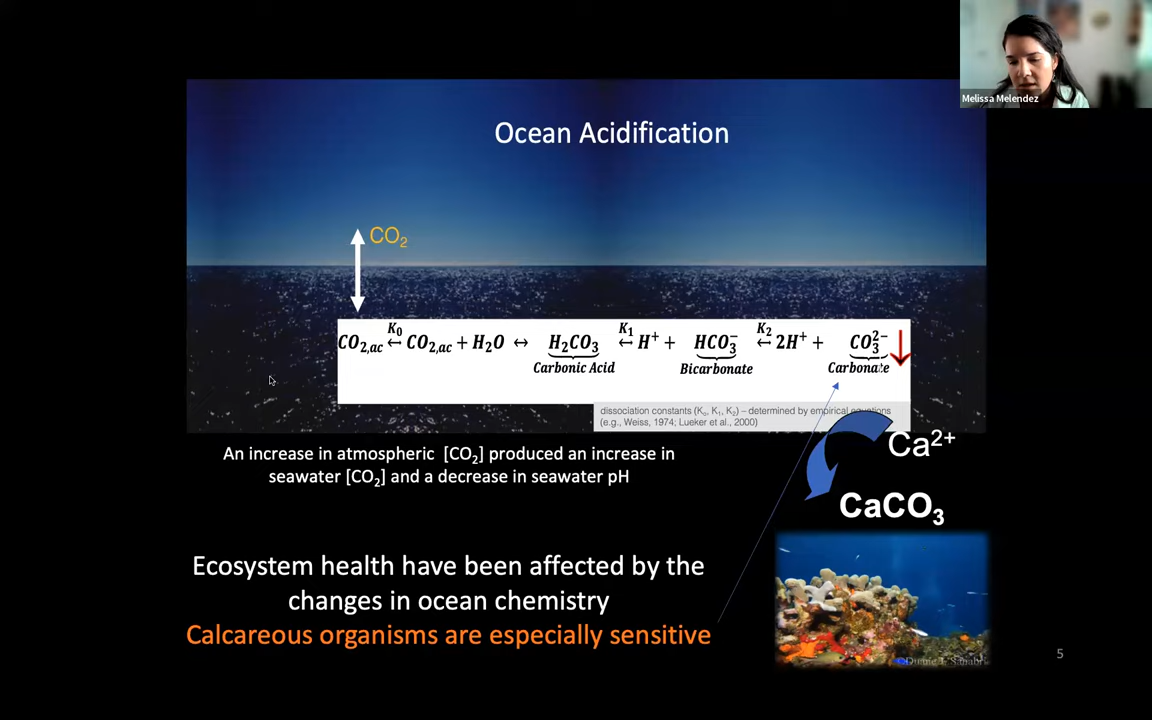 Melissa Melendez
Ocean Acidification
CO₂
CO₂,ac K₀ ↔ CO₂,ac + H₂O ↔ H₂CO₃ K₁ ↔ H⁺ + HCO₃⁻ K₂ ↔ 2H⁺ + CO₃²⁻
Carbonic Acid Bicarbonate Carbonate
dissociation constants (K₀, K₁, K₂) – determined by empirical equations
(e.g., Weiss, 1974; Lueker et al., 2000)
An increase in atmospheric [CO₂] produced an increase in
seawater [CO₂] and a decrease in seawater pH
Ca²⁺
CaCO₃
Ecosystem health have been affected by the
changes in ocean chemistry
Calcareous organisms are especially sensitive
5